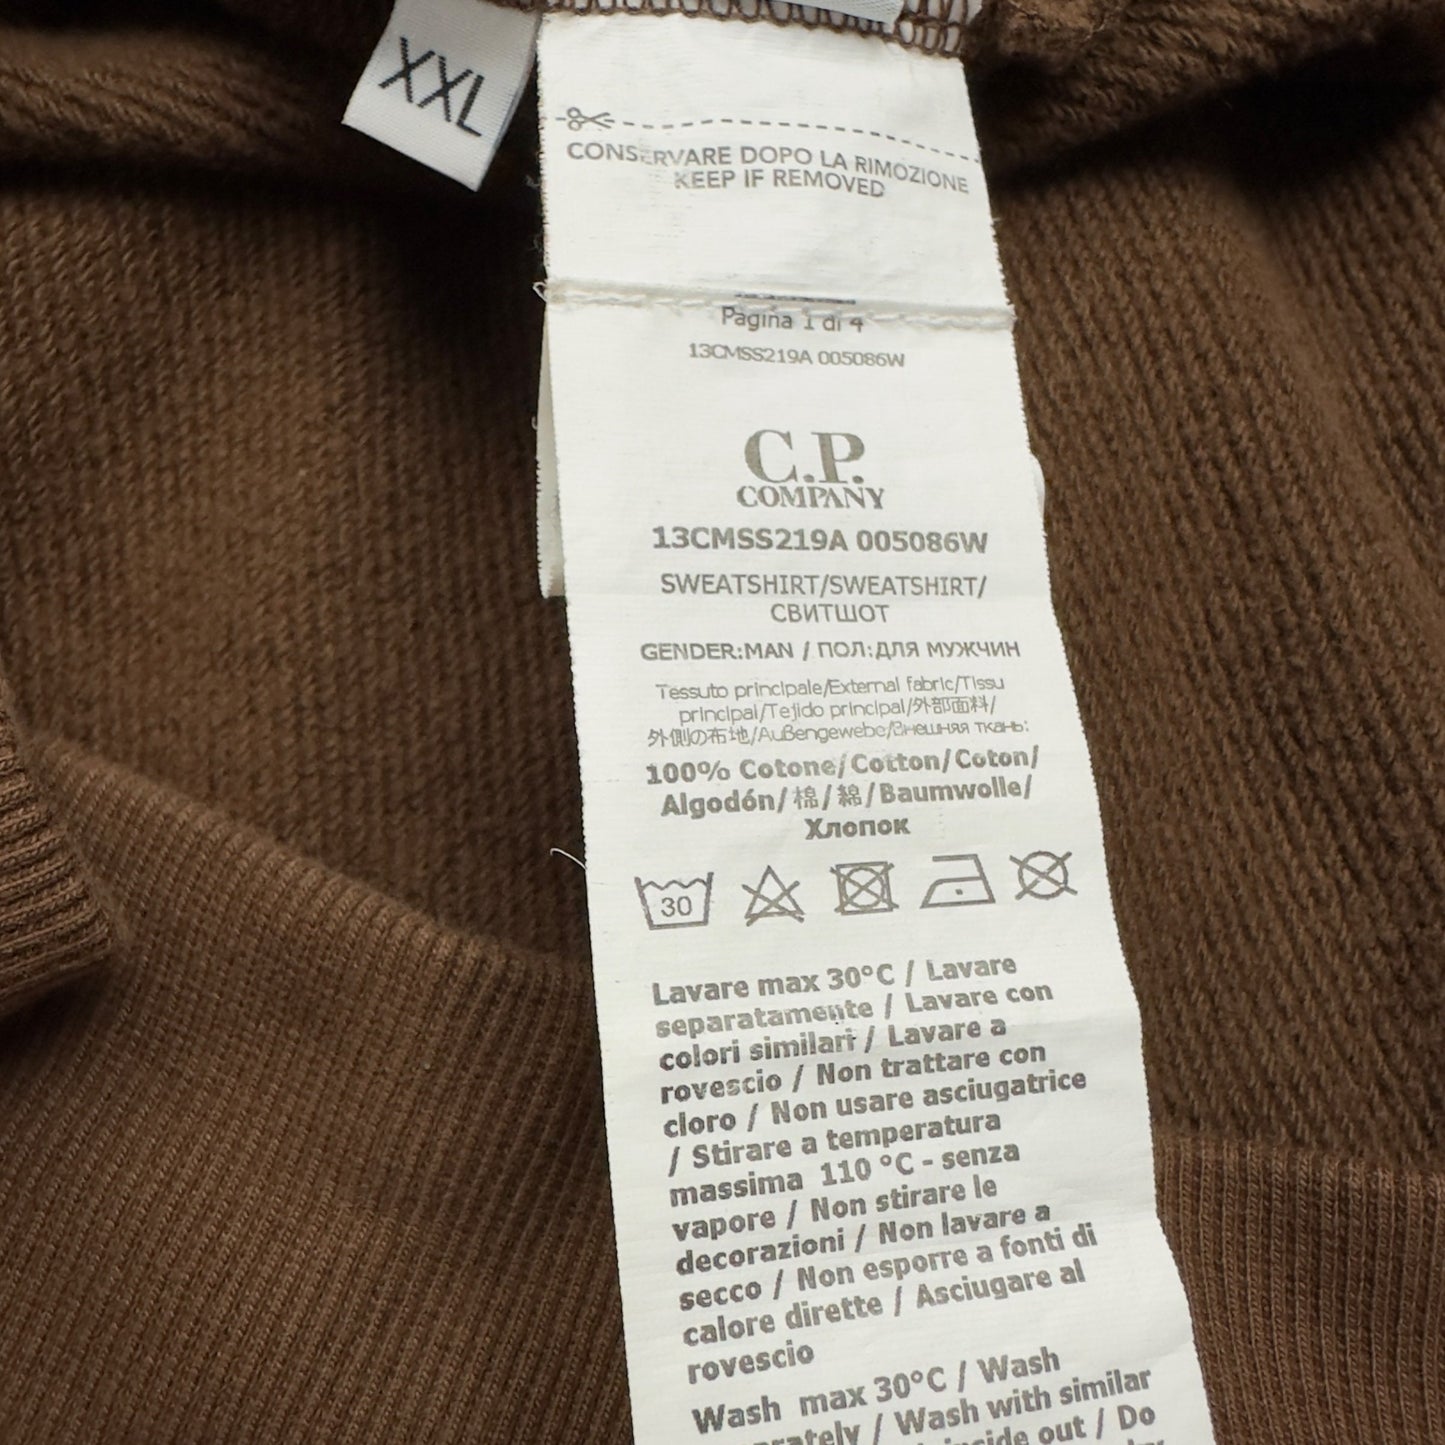 XXL
CONSERVARE DOPO LA RIMOZIONE
KEEP IF REMOVED
Pagina 1 di 4
13CMSS219A 005086W
C.P.
COMPANY
13CMSS219A 005086W
SWEATSHIRT/SWEATSHIRT/
СВИТШОТ
GENDER:MAN / ПОЛ:ДЛЯ МУЖЧИН
Tessuto principale/External fabric/Tissu
principal/Tejido principal/外部面料/
外側の布地/Außengewebe/Внешняя ткань:
100% Cotone/Cotton/Coton/
Algodón/棉/綿/Baumwolle/
Хлопок
30
Lavare max 30°C / Lavare
separatamente / Lavare con
colori similari / Lavare a
rovescio / Non trattare con
cloro / Non usare asciugatrice
/ Stirare a temperatura
massima 110 °C - senza
vapore / Non stirare le
decorazioni / Non lavare a
secco / Non esporre a fonti di
calore dirette / Asciugare al
rovescio
Wash max 30°C / Wash
/ Wash with similar
inside out / Do